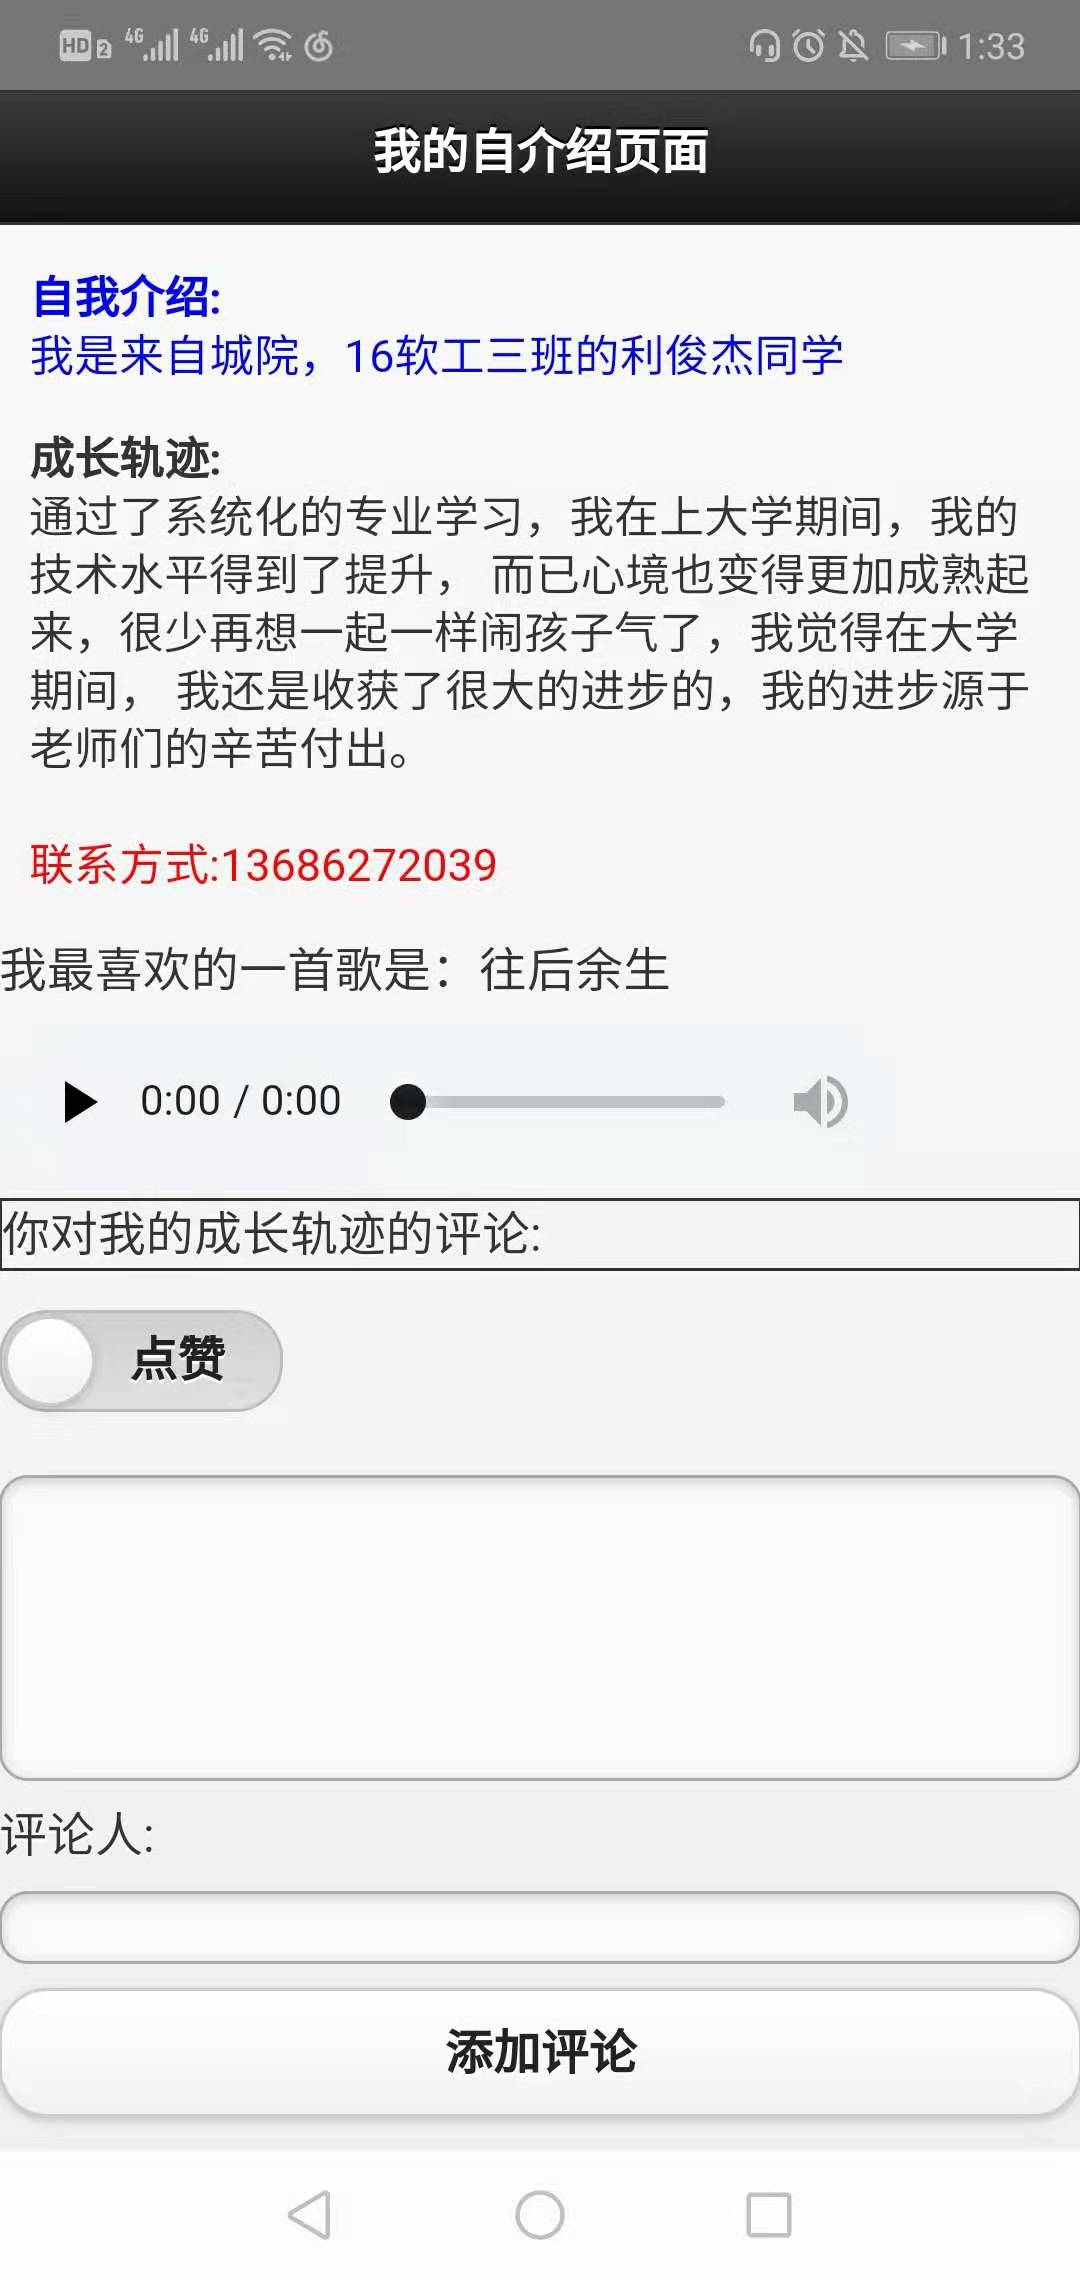 HD 2 4G 4G 1:33
我的自介绍页面
自我介绍:
我是来自城院，16软工三班的利俊杰同学
成长轨迹:
通过了系统化的专业学习，我在上大学期间，我的
技术水平得到了提升， 而已心境也变得更加成熟起
来，很少再想一起一样闹孩子气了，我觉得在大学
期间， 我还是收获了很大的进步的，我的进步源于
老师们的辛苦付出。
联系方式:13686272039
我最喜欢的一首歌是：往后余生
0:00 / 0:00
你对我的成长轨迹的评论:
点赞
评论人:
添加评论